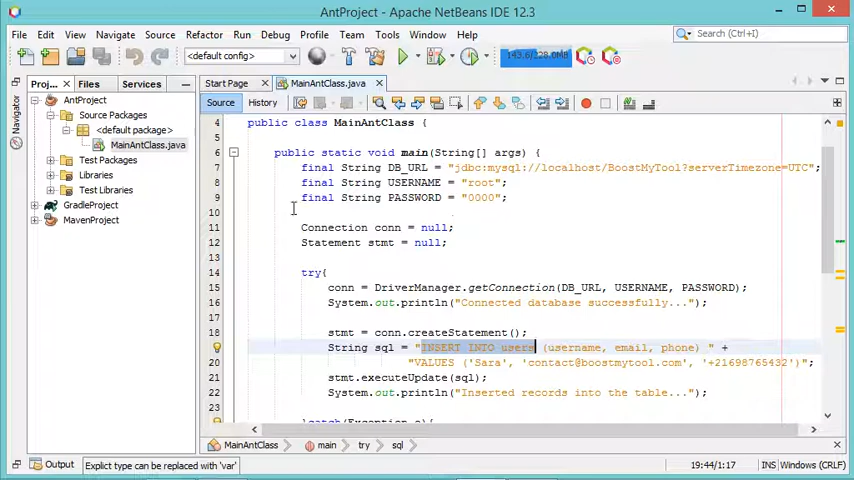 AntProject - Apache NetBeans IDE 12.3
File Edit View Navigate Source Refactor Run Debug Profile Team Tools Window Help
Search (Ctrl+I)
<default config>
143.6/228.0MB
Proj... Files Services
Start Page MainAntClass.java
Source History
Navigator
AntProject
Source Packages
<default package>
MainAntClass.java
Test Packages
Libraries
Test Libraries
GradleProject
MavenProject
4 public class MainAntClass {
5
6 public static void main(String[] args) {
7 final String DB_URL = "jdbc:mysql://localhost/BoostMyTool?serverTimezone=UTC";
8 final String USERNAME = "root";
9 final String PASSWORD = "0000";
10
11 Connection conn = null;
12 Statement stmt = null;
13
14 try{
15 conn = DriverManager.getConnection(DB_URL, USERNAME, PASSWORD);
16 System.out.println("Connected database successfully...");
17
18 stmt = conn.createStatement();
String sql = "INSERT INTO users (username, email, phone) " +
20 "VALUES ('Sara', 'contact@boostmytool.com', '+21698765432')";
21 stmt.executeUpdate(sql);
22 System.out.println("Inserted records into the table...");
23
}catch(Exception e){
MainAntClass main try sql
Output Explict type can be replaced with 'var' 19:44/1:17 INS Windows (CRLF)